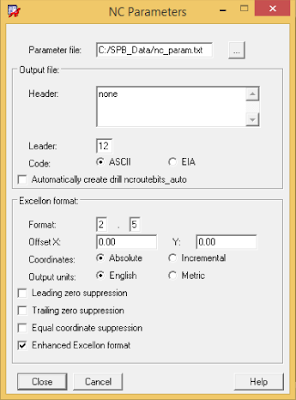 NC Parameters
Parameter file: C:/SPB_Data/nc_param.txt ...
Output file:
Header: none
Leader: 12
Code: ASCII EIA
Automatically create drill ncroutebits_auto
Excellon format:
Format: 2 . 5
Offset X: 0.00 Y: 0.00
Coordinates: Absolute Incremental
Output units: English Metric
Leading zero suppression
Trailing zero suppression
Equal coordinate suppression
Enhanced Excellon format
Close Cancel Help